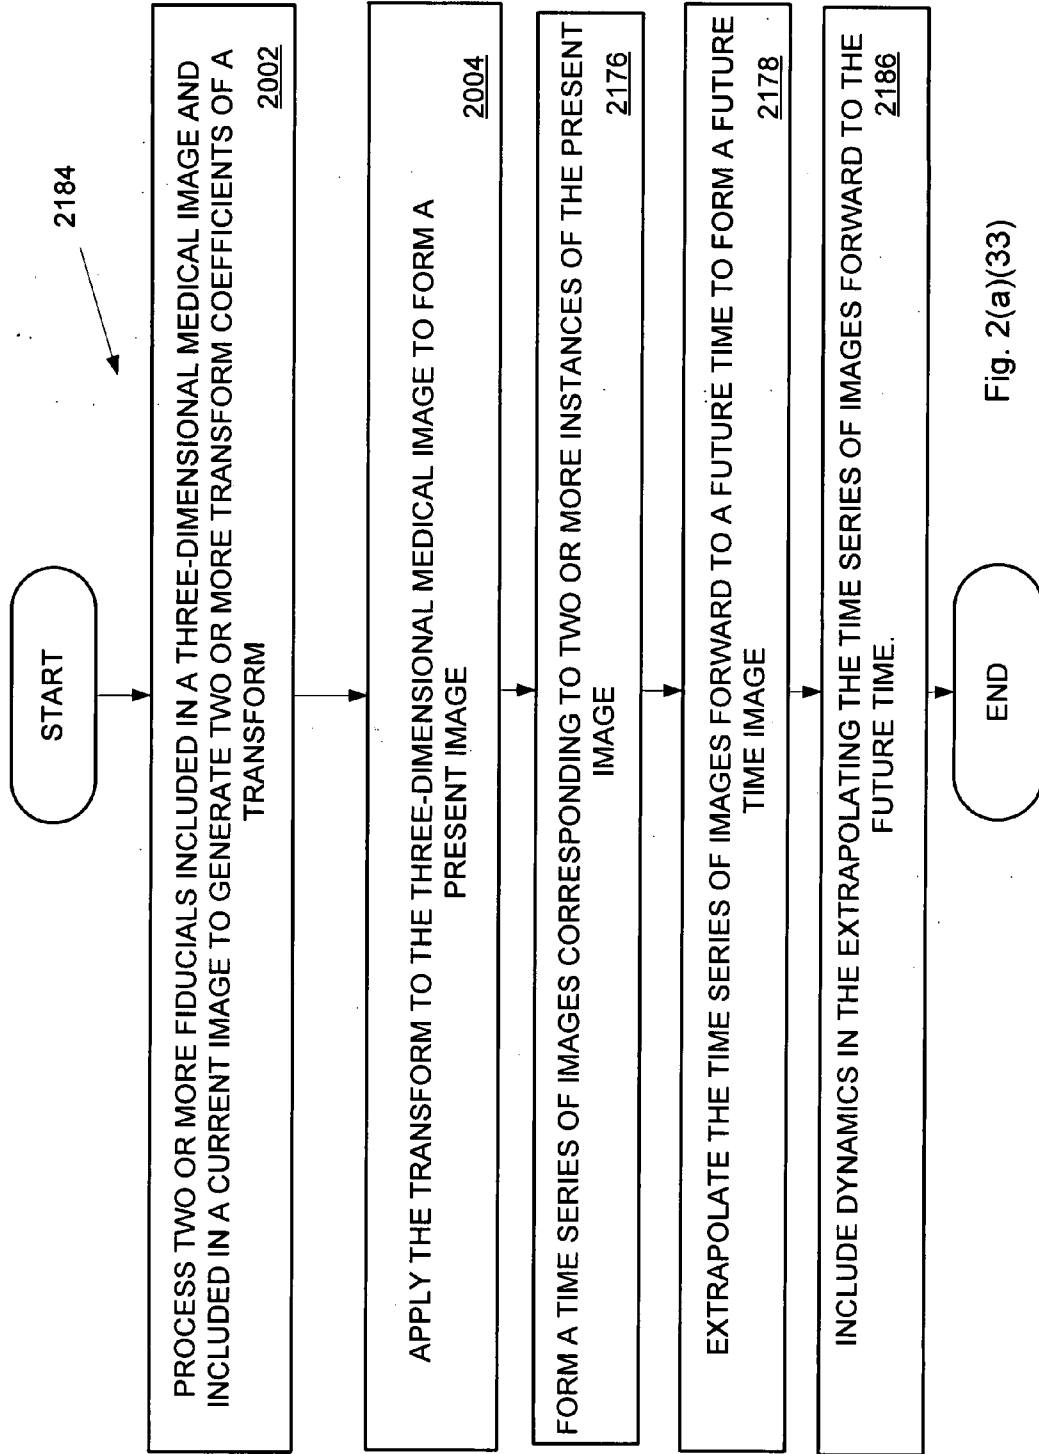 2184
START
PROCESS TWO OR MORE FIDUCIALS INCLUDED IN A THREE-DIMENSIONAL MEDICAL IMAGE AND
INCLUDED IN A CURRENT IMAGE TO GENERATE TWO OR MORE TRANSFORM COEFFICIENTS OF A
TRANSFORM
2002
APPLY THE TRANSFORM TO THE THREE-DIMENSIONAL MEDICAL IMAGE TO FORM A
PRESENT IMAGE
2004
FORM A TIME SERIES OF IMAGES CORRESPONDING TO TWO OR MORE INSTANCES OF THE PRESENT
IMAGE
2176
EXTRAPOLATE THE TIME SERIES OF IMAGES FORWARD TO A FUTURE TIME TO FORM A FUTURE
TIME IMAGE
2178
INCLUDE DYNAMICS IN THE EXTRAPOLATING THE TIME SERIES OF IMAGES FORWARD TO THE
FUTURE TIME.
2186
END
Fig. 2(a)(33)